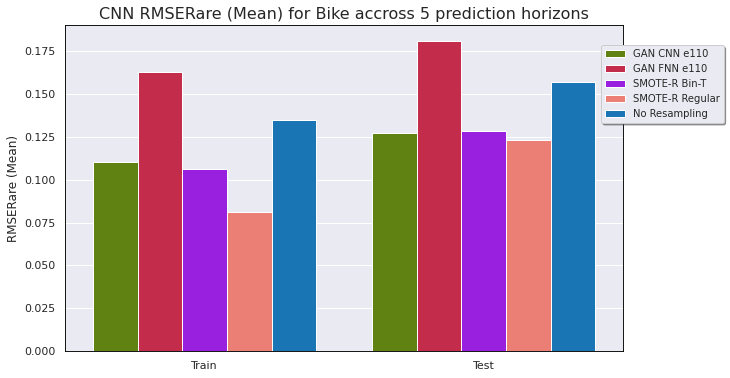 CNN RMSERare (Mean) for Bike accross 5 prediction horizons
GAN CNN e110
GAN FNN e110
SMOTE-R Bin-T
SMOTE-R Regular
No Resampling
RMSERare (Mean)
0.175
0.150
0.125
0.100
0.075
0.050
0.025
0.000
Train
Test